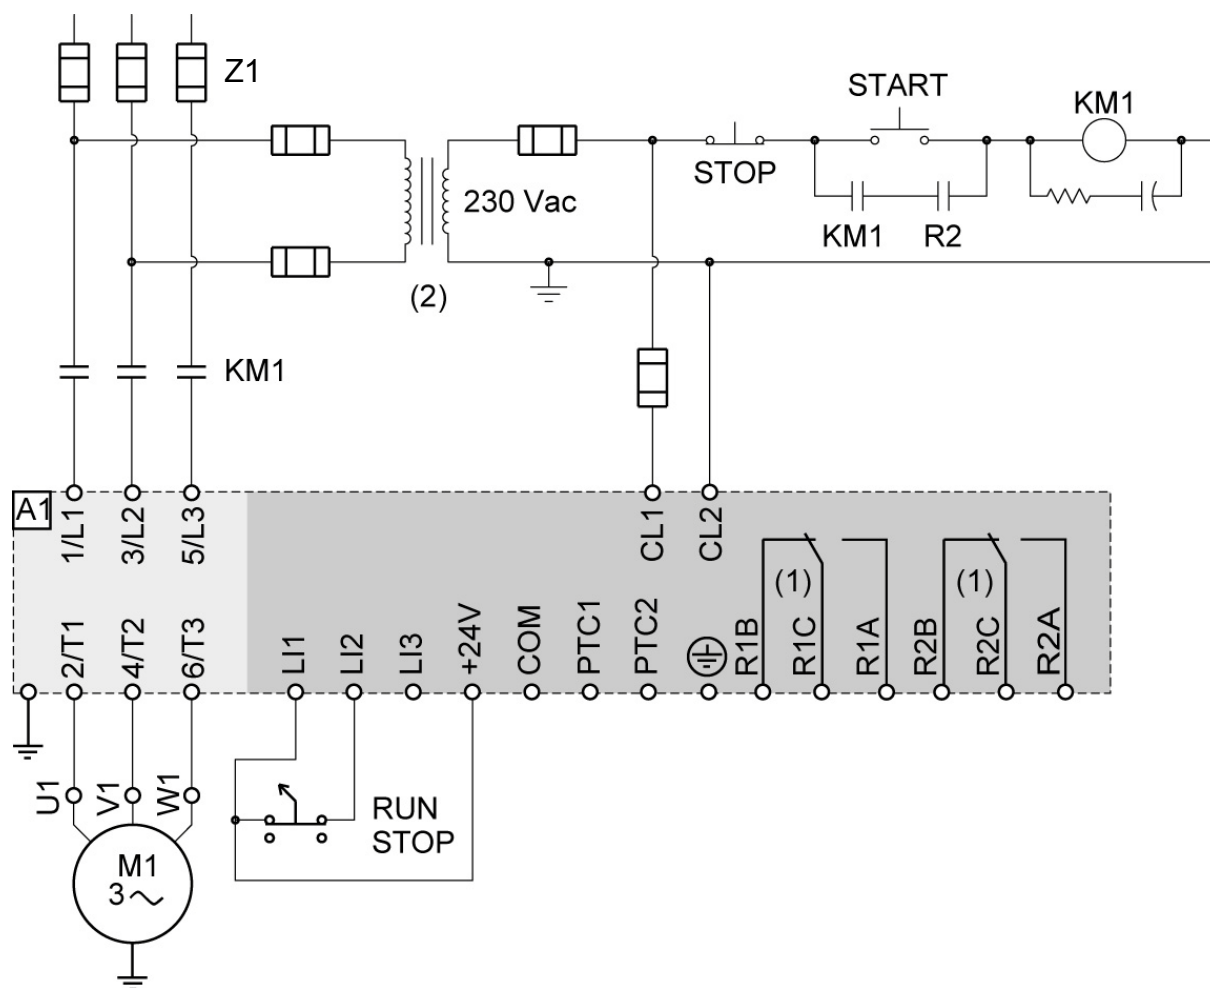 Z1
START
KM1
STOP
230 Vac
KM1
R2
(2)
KM1
A1
1/L1
3/L2
5/L3
CL1
CL2
(1)
(1)
2/T1
4/T2
6/T3
LI1
LI2
LI3
+24V
COM
PTC1
PTC2
R1B
R1C
R1A
R2B
R2C
R2A
U1
V1
W1
RUN
STOP
M1
3